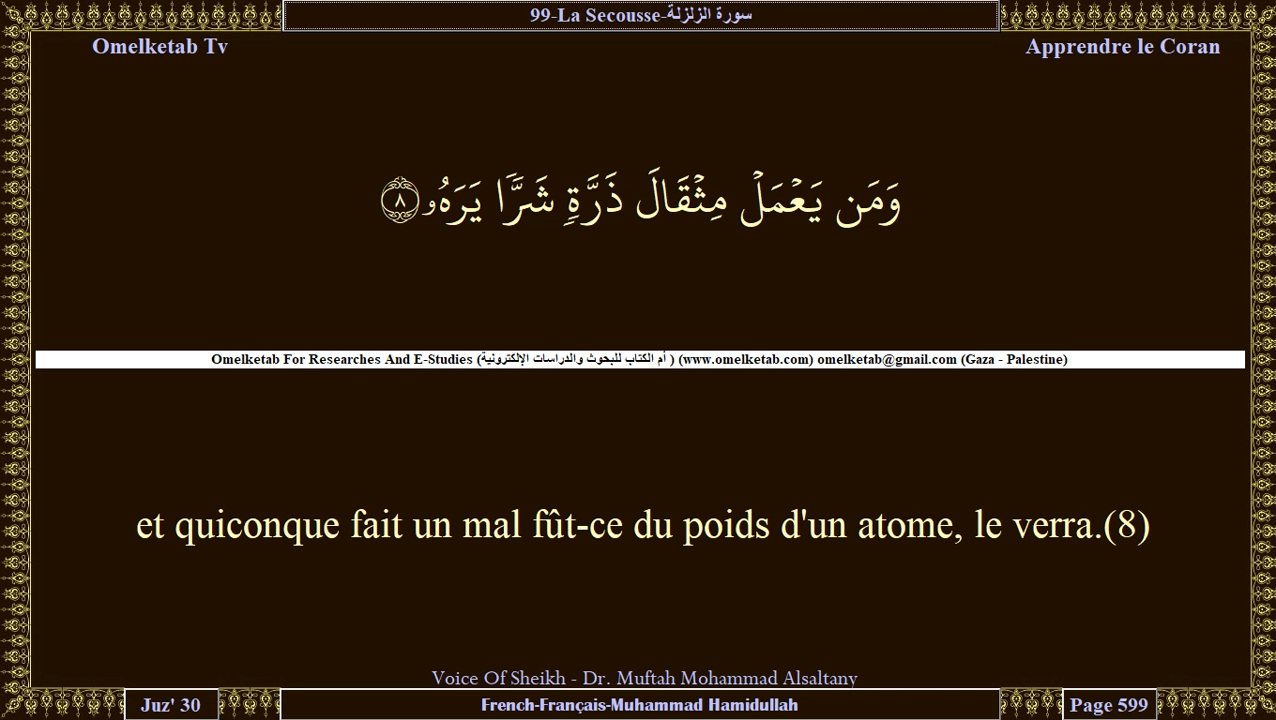 99-La Secousse-سورة الزلزلة
Omelketab Tv
Apprendre le Coran
وَمَن يَعۡمَلۡ مِثۡقَالَ ذَرَّةٖ شَرّٗا يَرَهُۥ ٨
Omelketab For Researches And E-Studies (أم الكتاب للبحوث والدراسات الإلكترونية ) (www.omelketab.com) omelketab@gmail.com (Gaza - Palestine)
et quiconque fait un mal fût-ce du poids d'un atome, le verra.(8)
Voice Of Sheikh - Dr. Muftah Mohammad Alsaltany
Juz' 30
French-Français-Muhammad Hamidullah
Page 599